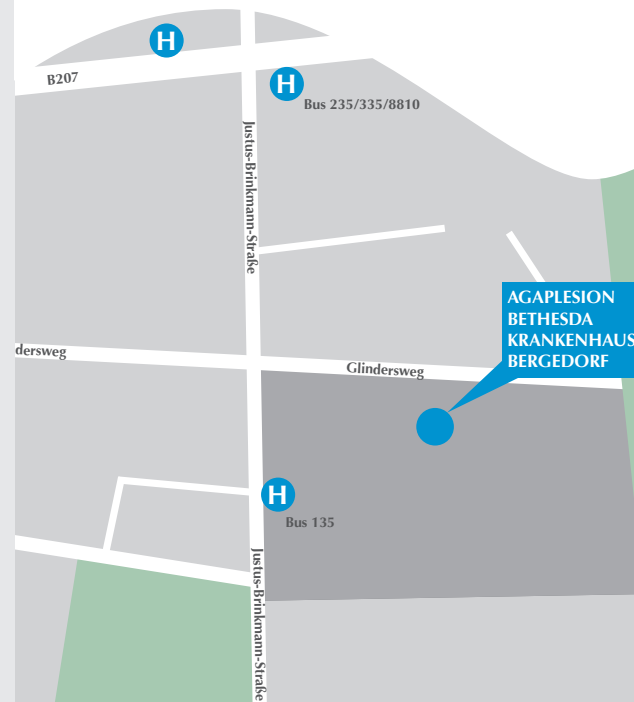 H
B207
H
Bus 235/335/8810
Justus-Brinkmann-Straße
AGAPLESION
BETHESDA
KRANKENHAUS
BERGEDORF
dersweg
Glindersweg
H
Bus 135
Justus-Brinkmann-Straße